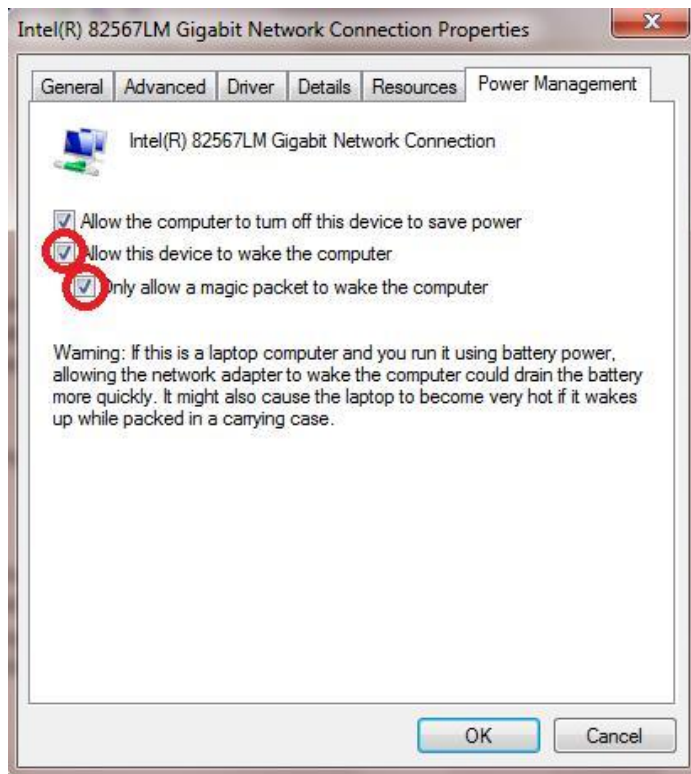 Intel(R) 82567LM Gigabit Network Connection Properties
General Advanced Driver Details Resources Power Management
Intel(R) 82567LM Gigabit Network Connection
Allow the computer to turn off this device to save power
Allow this device to wake the computer
Only allow a magic packet to wake the computer
Warning: If this is a laptop computer and you run it using battery power,
allowing the network adapter to wake the computer could drain the battery
more quickly. It might also cause the laptop to become very hot if it wakes
up while packed in a carrying case.
OK Cancel